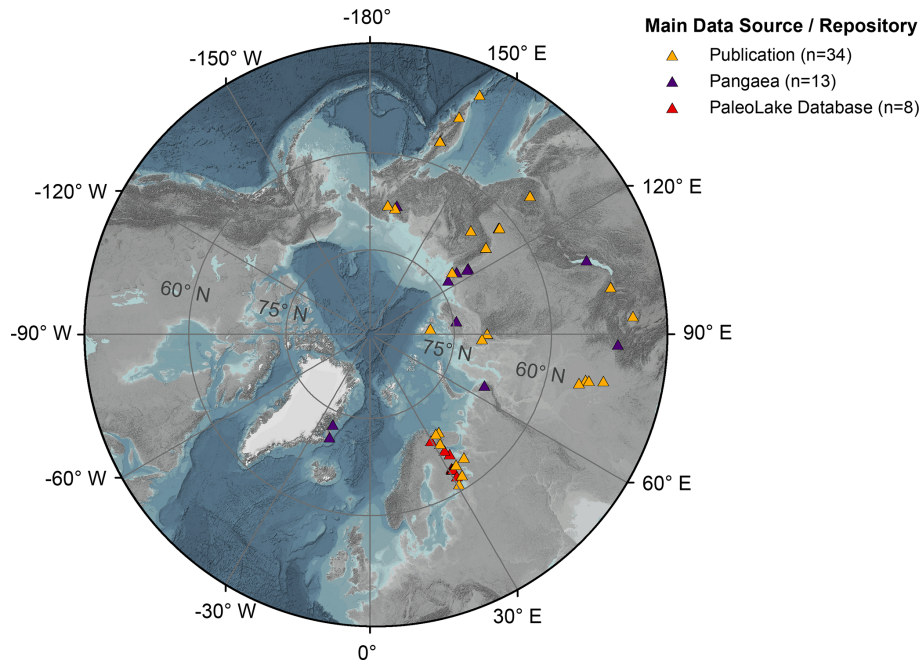 -180°
-150° W
150° E
Main Data Source / Repository
Publication (n=34)
Pangaea (n=13)
PaleoLake Database (n=8)
-120° W
120° E
60° N
75° N
-90° W
90° E
75° N
60° N
-60° W
60° E
-30° W
30° E
0°